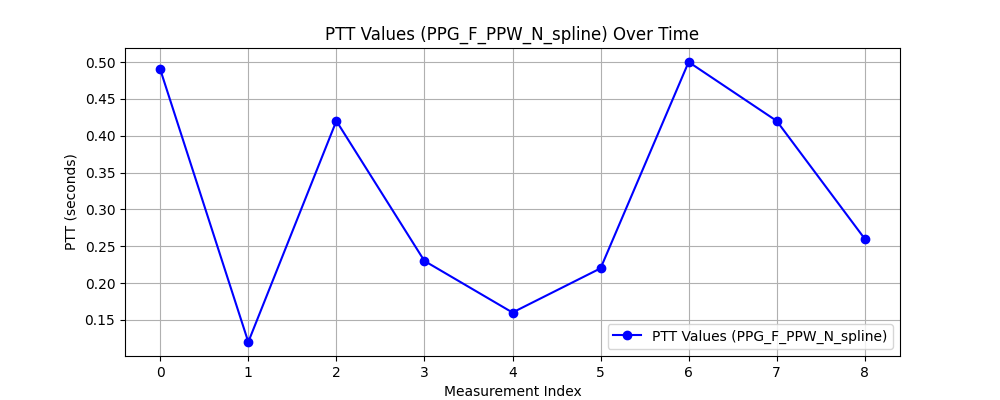 PTT Values (PPG_F_PPW_N_spline) Over Time
PTT (seconds)
0.50
0.45
0.40
0.35
0.30
0.25
0.20
0.15
PTT Values (PPG_F_PPW_N_spline)
0 1 2 3 4 5 6 7 8
Measurement Index